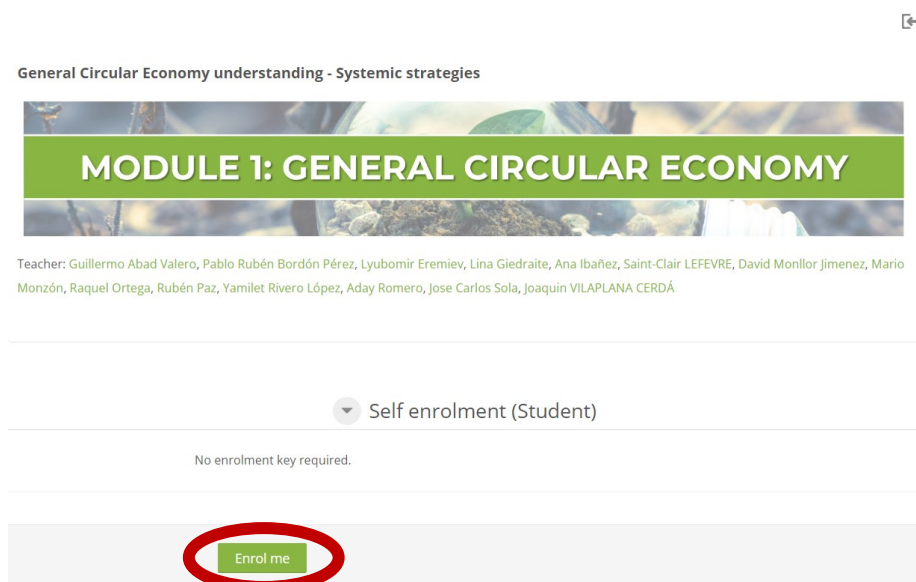 General Circular Economy understanding - Systemic strategies
MODULE 1: GENERAL CIRCULAR ECONOMY
Teacher: Guillermo Abad Valero, Pablo Rubén Bordón Pérez, Lyubomir Eremiev, Lina Giedraite, Ana Ibañez, Saint-Clair LEFEVRE, David Monllor Jimenez, Mario
Monzón, Raquel Ortega, Rubén Paz, Yamilet Rivero López, Aday Romero, Jose Carlos Sola, Joaquin VILAPLANA CERDÁ
Self enrolment (Student)
No enrolment key required.
Enrol me